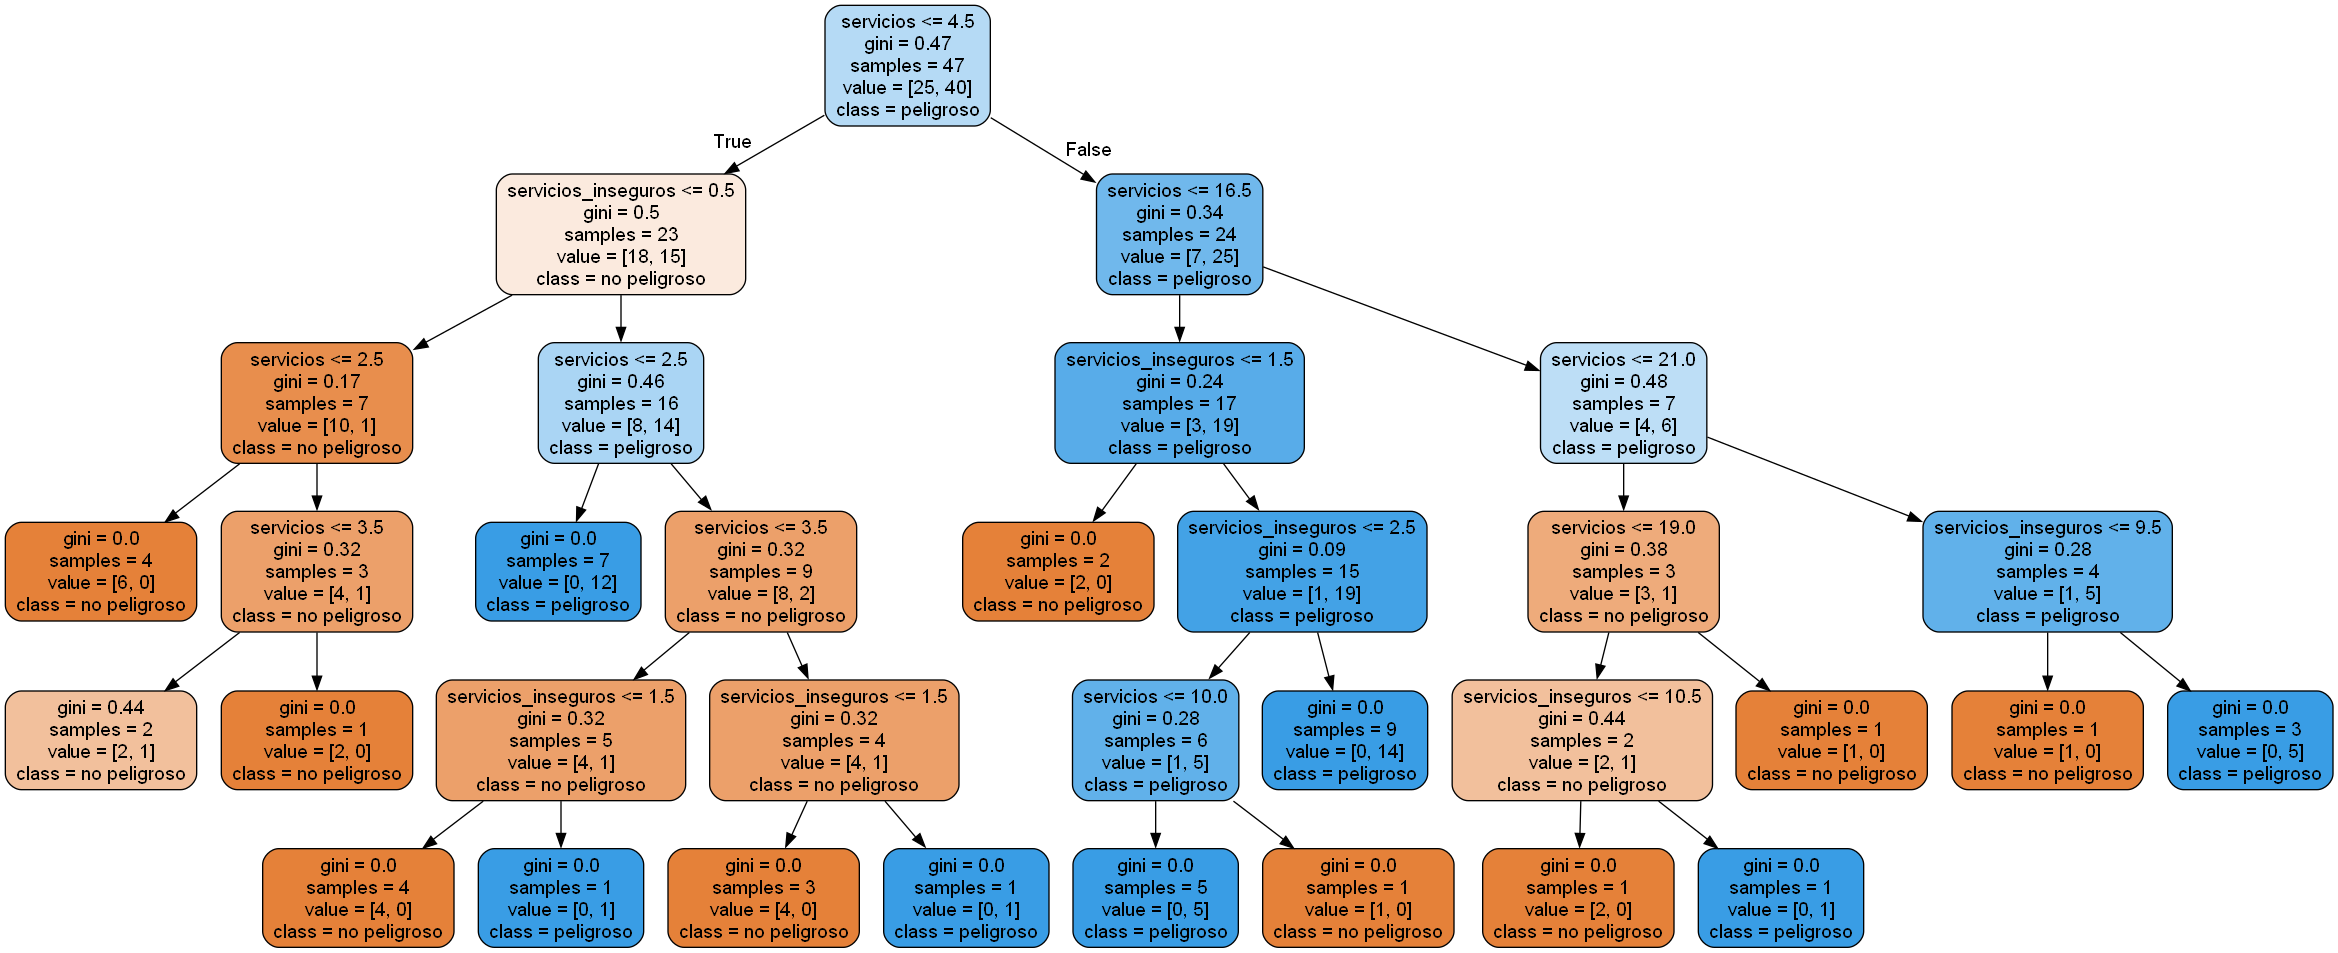 servicios <= 4.5
gini = 0.47
samples = 47
value = [25, 40]
class = peligroso
True
False
servicios_inseguros <= 0.5
gini = 0.5
samples = 23
value = [18, 15]
class = no peligroso
servicios <= 16.5
gini = 0.34
samples = 24
value = [7, 25]
class = peligroso
servicios <= 2.5
gini = 0.17
samples = 7
value = [10, 1]
class = no peligroso
servicios <= 2.5
gini = 0.46
samples = 16
value = [8, 14]
class = peligroso
servicios_inseguros <= 1.5
gini = 0.24
samples = 17
value = [3, 19]
class = peligroso
servicios <= 21.0
gini = 0.48
samples = 7
value = [4, 6]
class = peligroso
gini = 0.0
samples = 4
value = [6, 0]
class = no peligroso
servicios <= 3.5
gini = 0.32
samples = 3
value = [4, 1]
class = no peligroso
gini = 0.0
samples = 7
value = [0, 12]
class = peligroso
servicios <= 3.5
gini = 0.32
samples = 9
value = [8, 2]
class = no peligroso
gini = 0.0
samples = 2
value = [2, 0]
class = no peligroso
servicios_inseguros <= 2.5
gini = 0.09
samples = 15
value = [1, 19]
class = peligroso
servicios <= 19.0
gini = 0.38
samples = 3
value = [3, 1]
class = no peligroso
servicios_inseguros <= 9.5
gini = 0.28
samples = 4
value = [1, 5]
class = peligroso
gini = 0.44
samples = 2
value = [2, 1]
class = no peligroso
gini = 0.0
samples = 1
value = [2, 0]
class = no peligroso
servicios_inseguros <= 1.5
gini = 0.32
samples = 5
value = [4, 1]
class = no peligroso
servicios_inseguros <= 1.5
gini = 0.32
samples = 4
value = [4, 1]
class = no peligroso
servicios <= 10.0
gini = 0.28
samples = 6
value = [1, 5]
class = peligroso
gini = 0.0
samples = 9
value = [0, 14]
class = peligroso
servicios_inseguros <= 10.5
gini = 0.44
samples = 2
value = [2, 1]
class = no peligroso
gini = 0.0
samples = 1
value = [1, 0]
class = no peligroso
gini = 0.0
samples = 1
value = [1, 0]
class = no peligroso
gini = 0.0
samples = 3
value = [0, 5]
class = peligroso
gini = 0.0
samples = 4
value = [4, 0]
class = no peligroso
gini = 0.0
samples = 1
value = [0, 1]
class = peligroso
gini = 0.0
samples = 3
value = [4, 0]
class = no peligroso
gini = 0.0
samples = 1
value = [0, 1]
class = peligroso
gini = 0.0
samples = 5
value = [0, 5]
class = peligroso
gini = 0.0
samples = 1
value = [1, 0]
class = no peligroso
gini = 0.0
samples = 1
value = [2, 0]
class = no peligroso
gini = 0.0
samples = 1
value = [0, 1]
class = peligroso